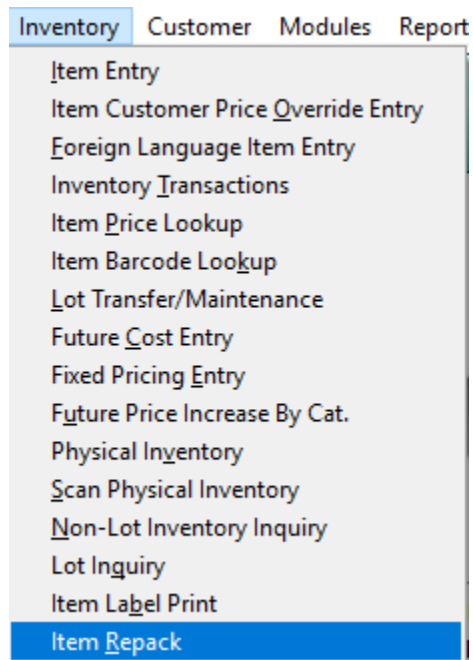 Inventory Customer Modules Report
Item Entry
Item Customer Price Override Entry
Foreign Language Item Entry
Inventory Transactions
Item Price Lookup
Item Barcode Lookup
Lot Transfer/Maintenance
Future Cost Entry
Fixed Pricing Entry
Future Price Increase By Cat.
Physical Inventory
Scan Physical Inventory
Non-Lot Inventory Inquiry
Lot Inquiry
Item Label Print
Item Repack